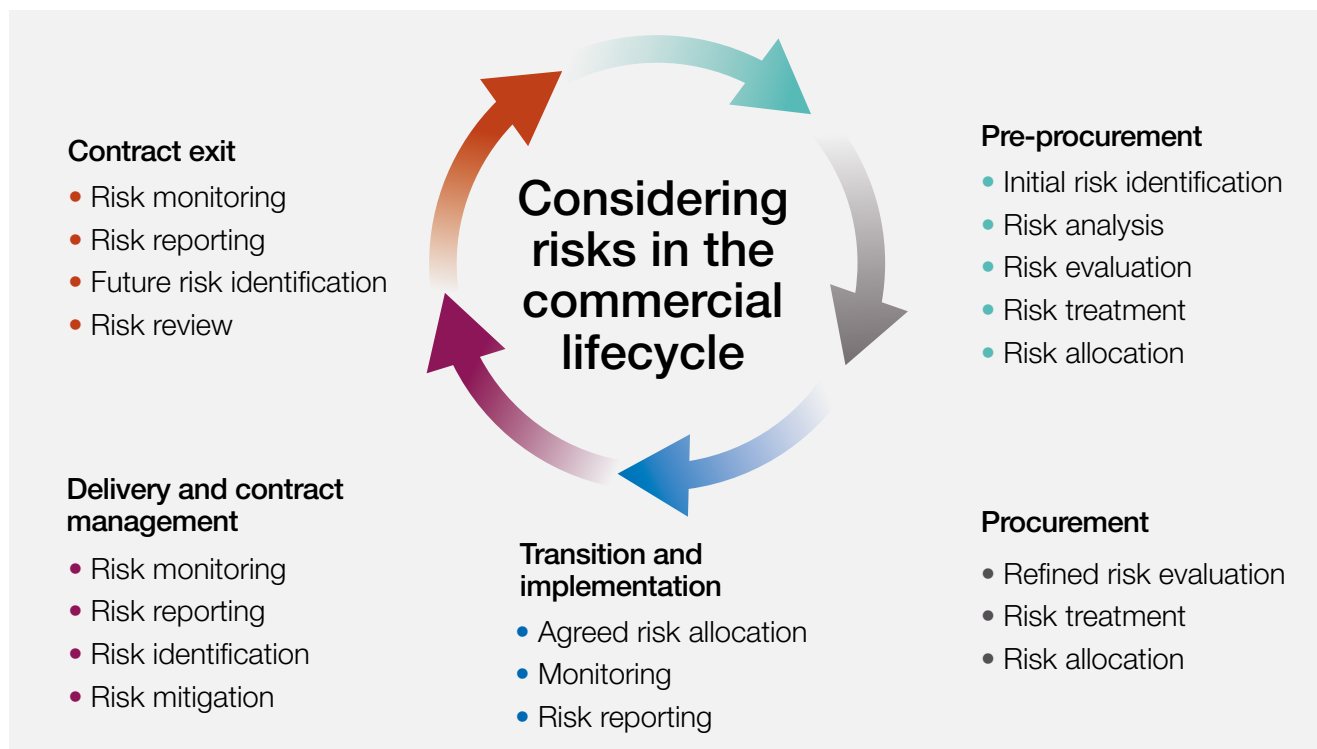 Considering
risks in the
commercial
lifecycle
Pre-procurement
• Initial risk identification
• Risk analysis
• Risk evaluation
• Risk treatment
• Risk allocation
Procurement
• Refined risk evaluation
• Risk treatment
• Risk allocation
Transition and
implementation
• Agreed risk allocation
• Monitoring
• Risk reporting
Delivery and contract
management
• Risk monitoring
• Risk reporting
• Risk identification
• Risk mitigation
Contract exit
• Risk monitoring
• Risk reporting
• Future risk identification
• Risk review